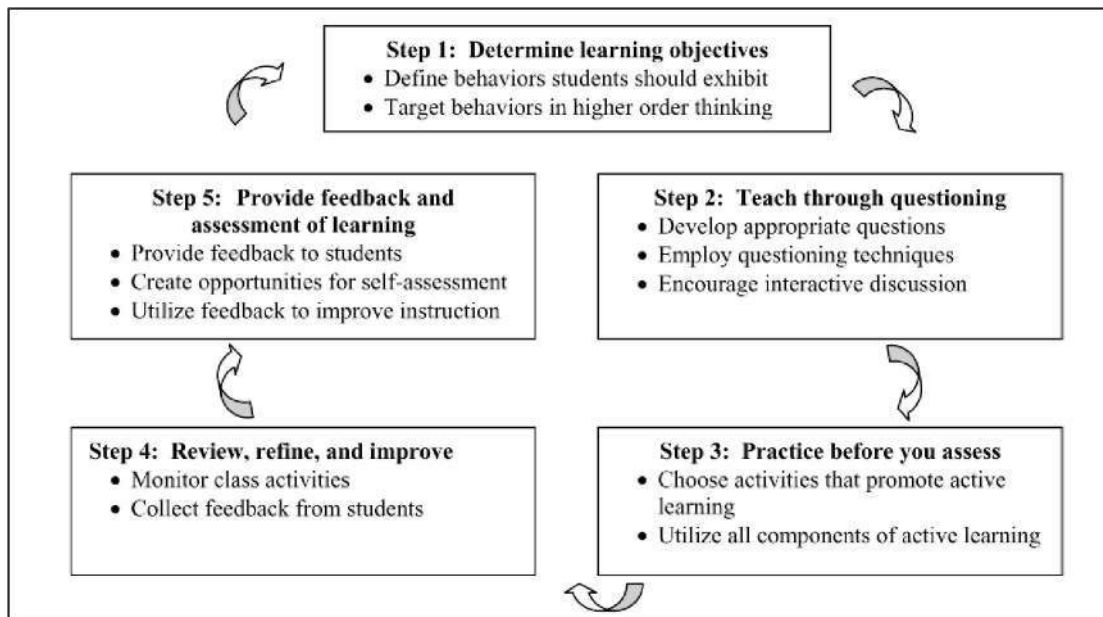 Step 1: Determine learning objectives
• Define behaviors students should exhibit
• Target behaviors in higher order thinking
Step 2: Teach through questioning
• Develop appropriate questions
• Employ questioning techniques
• Encourage interactive discussion
Step 3: Practice before you assess
• Choose activities that promote active
learning
• Utilize all components of active learning
Step 4: Review, refine, and improve
• Monitor class activities
• Collect feedback from students
Step 5: Provide feedback and
assessment of learning
• Provide feedback to students
• Create opportunities for self-assessment
• Utilize feedback to improve instruction